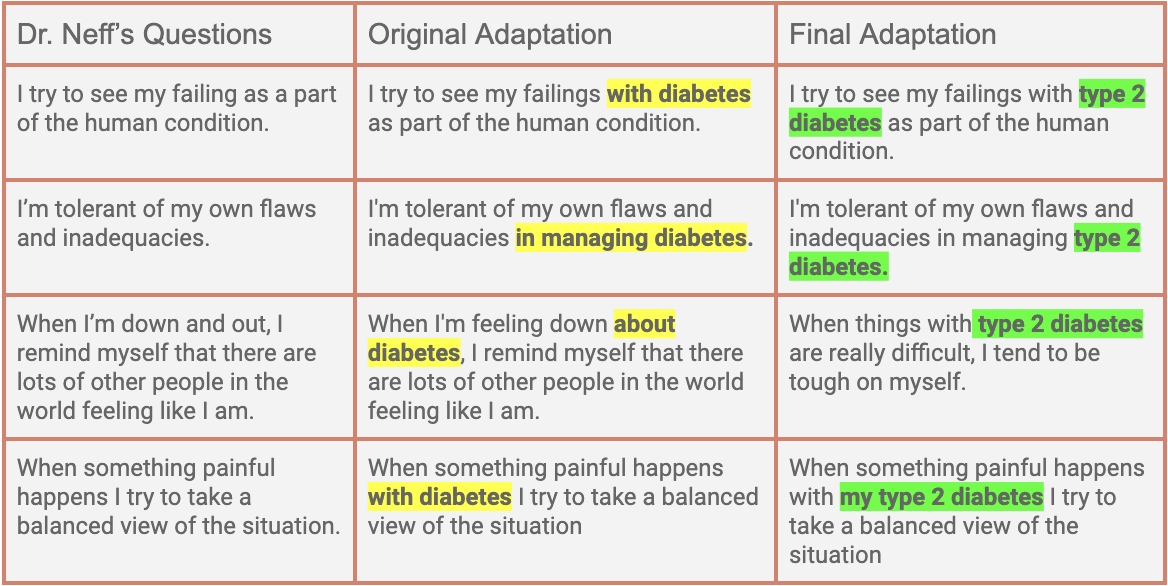 Dr. Neff’s Questions
Original Adaptation
Final Adaptation
I try to see my failing as a part
of the human condition.
I try to see my failings with diabetes
as part of the human condition.
I try to see my failings with type 2
diabetes as part of the human
condition.
I’m tolerant of my own flaws
and inadequacies.
I'm tolerant of my own flaws and
inadequacies in managing diabetes.
I'm tolerant of my own flaws and
inadequacies in managing type 2
diabetes.
When I’m down and out, I
remind myself that there are
lots of other people in the
world feeling like I am.
When I'm feeling down about
diabetes, I remind myself that there
are lots of other people in the world
feeling like I am.
When things with type 2 diabetes
are really difficult, I tend to be
tough on myself.
When something painful
happens I try to take a
balanced view of the situation.
When something painful happens
with diabetes I try to take a balanced
view of the situation
When something painful happens
with my type 2 diabetes I try to
take a balanced view of the
situation